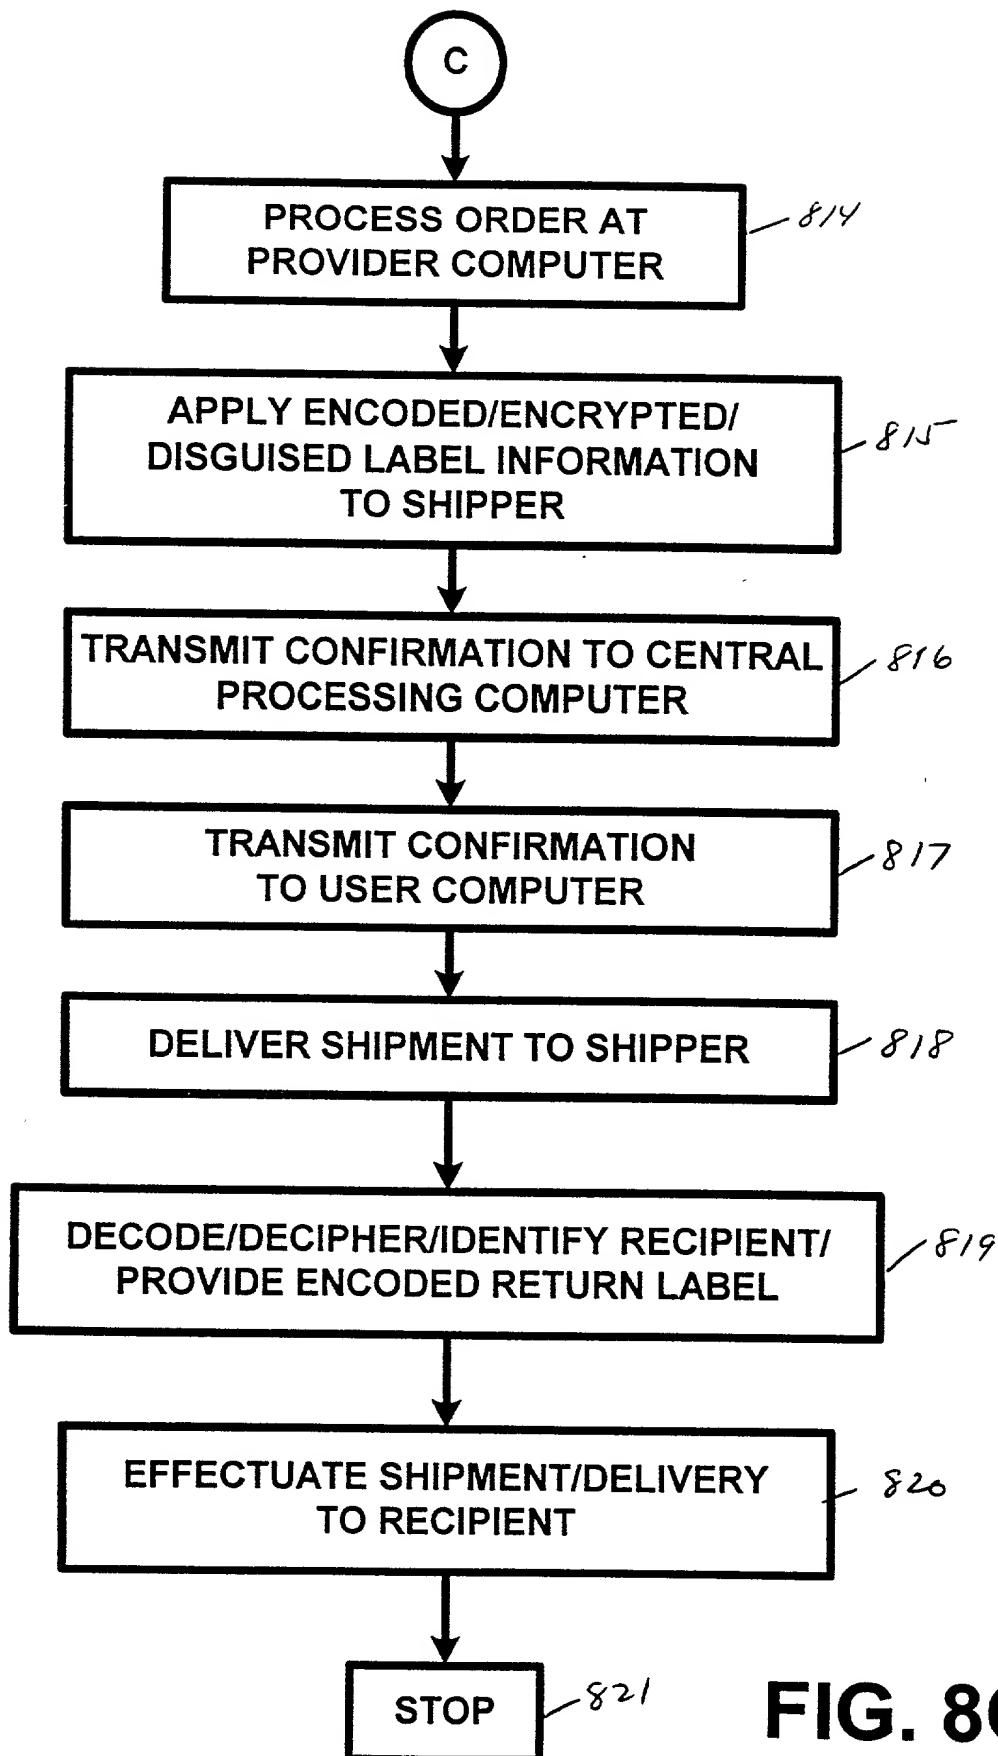 C
PROCESS ORDER AT
PROVIDER COMPUTER
814
APPLY ENCODED/ENCRYPTED/
DISGUISED LABEL INFORMATION
TO SHIPPER
815
TRANSMIT CONFIRMATION TO CENTRAL
PROCESSING COMPUTER
816
TRANSMIT CONFIRMATION
TO USER COMPUTER
817
DELIVER SHIPMENT TO SHIPPER
818
DECODE/DECIPHER/IDENTIFY RECIPIENT/
PROVIDE ENCODED RETURN LABEL
819
EFFECTUATE SHIPMENT/DELIVERY
TO RECIPIENT
820
STOP
821
FIG. 8